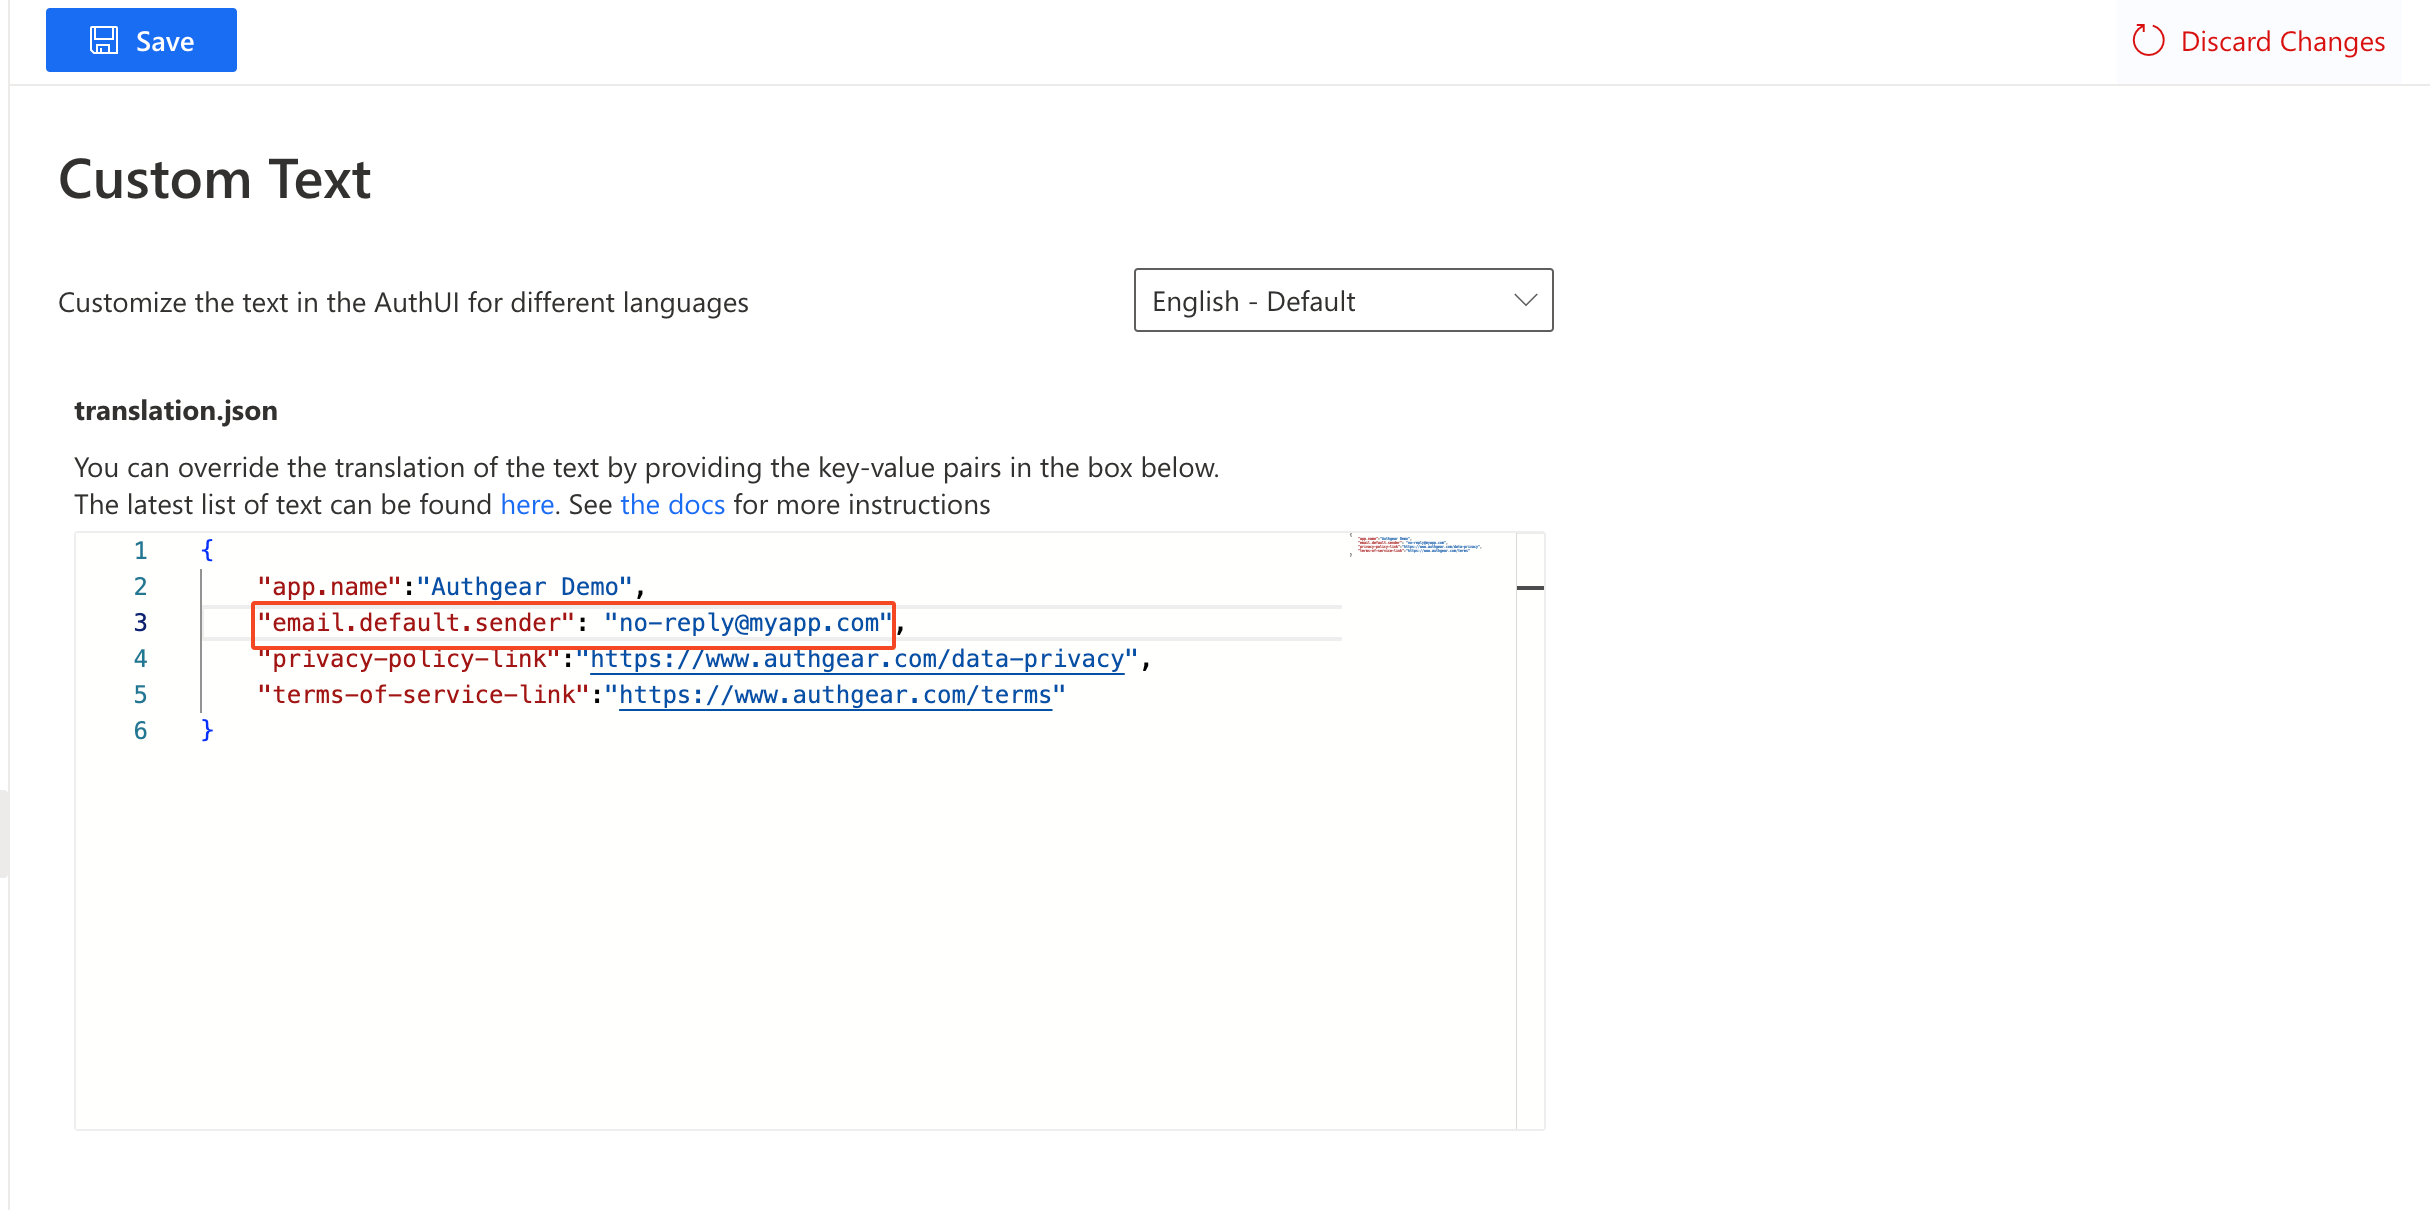 Save
Discard Changes
Custom Text
Customize the text in the AuthUI for different languages
English - Default
translation.json
You can override the translation of the text by providing the key-value pairs in the box below.
The latest list of text can be found here. See the docs for more instructions
1 {
2 "app.name":"Authgear Demo",
3 "email.default.sender": "no-reply@myapp.com",
4 "privacy-policy-link":"https://www.authgear.com/data-privacy",
5 "terms-of-service-link":"https://www.authgear.com/terms"
6 }